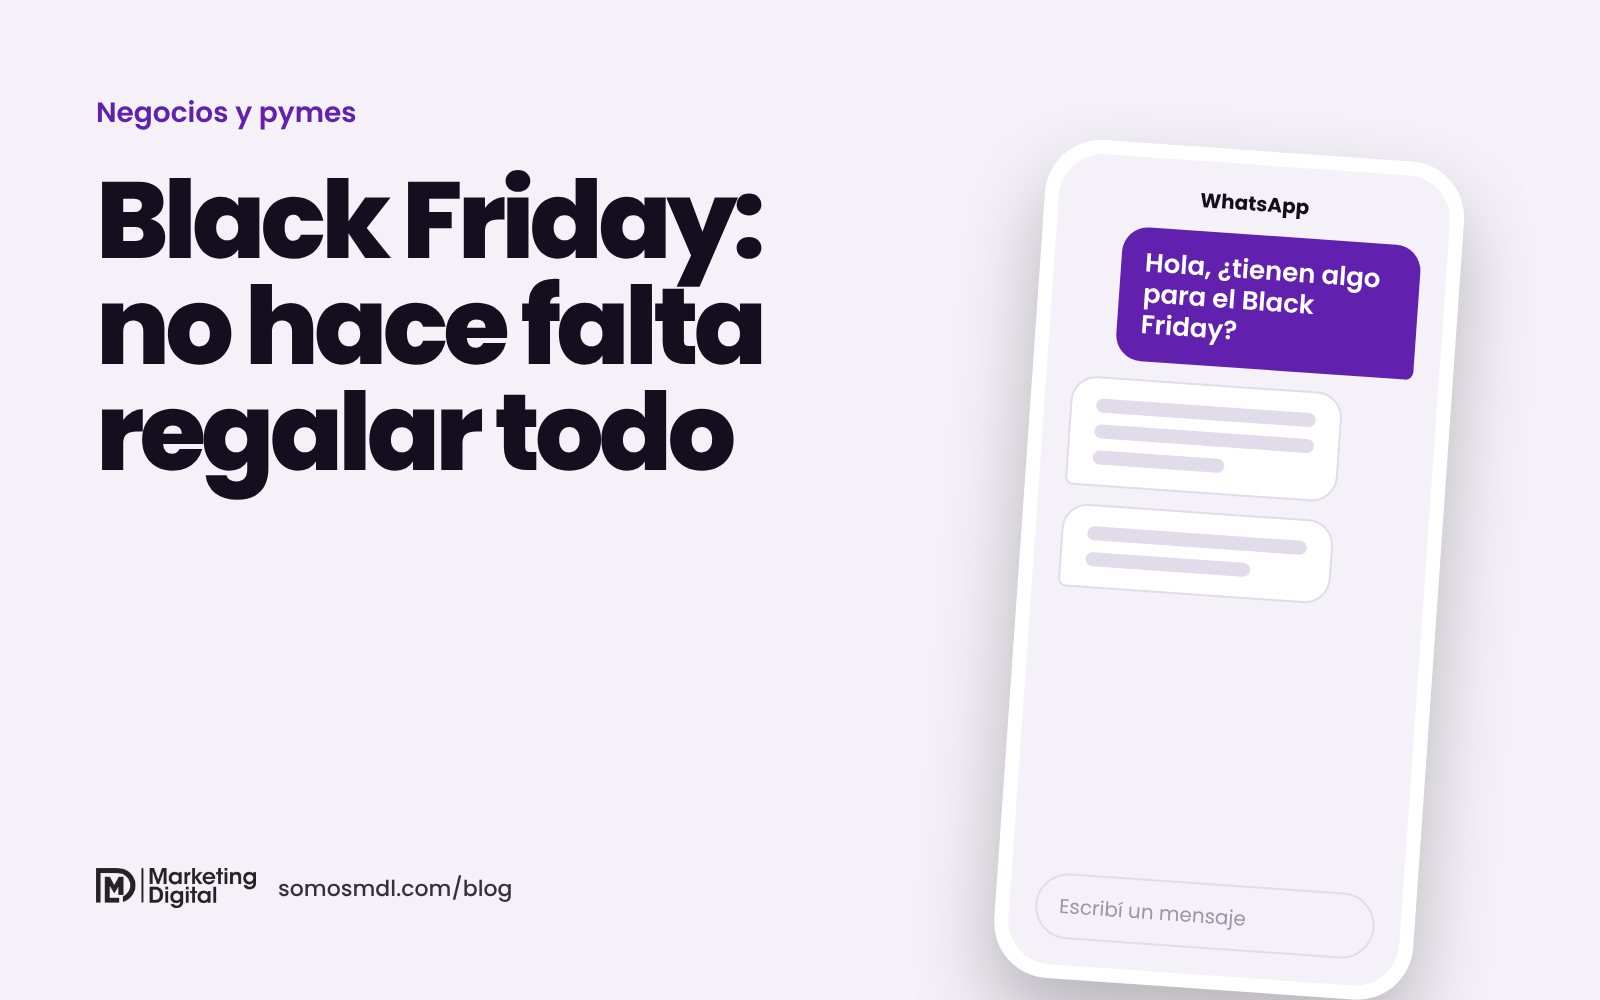 Negocios y pymes
Black Friday:
no hace falta
regalar todo
WhatsApp
Hola, ¿tienen algo
para el Black
Friday?
Escribí un mensaje
Marketing
Digital
somosmdl.com/blog